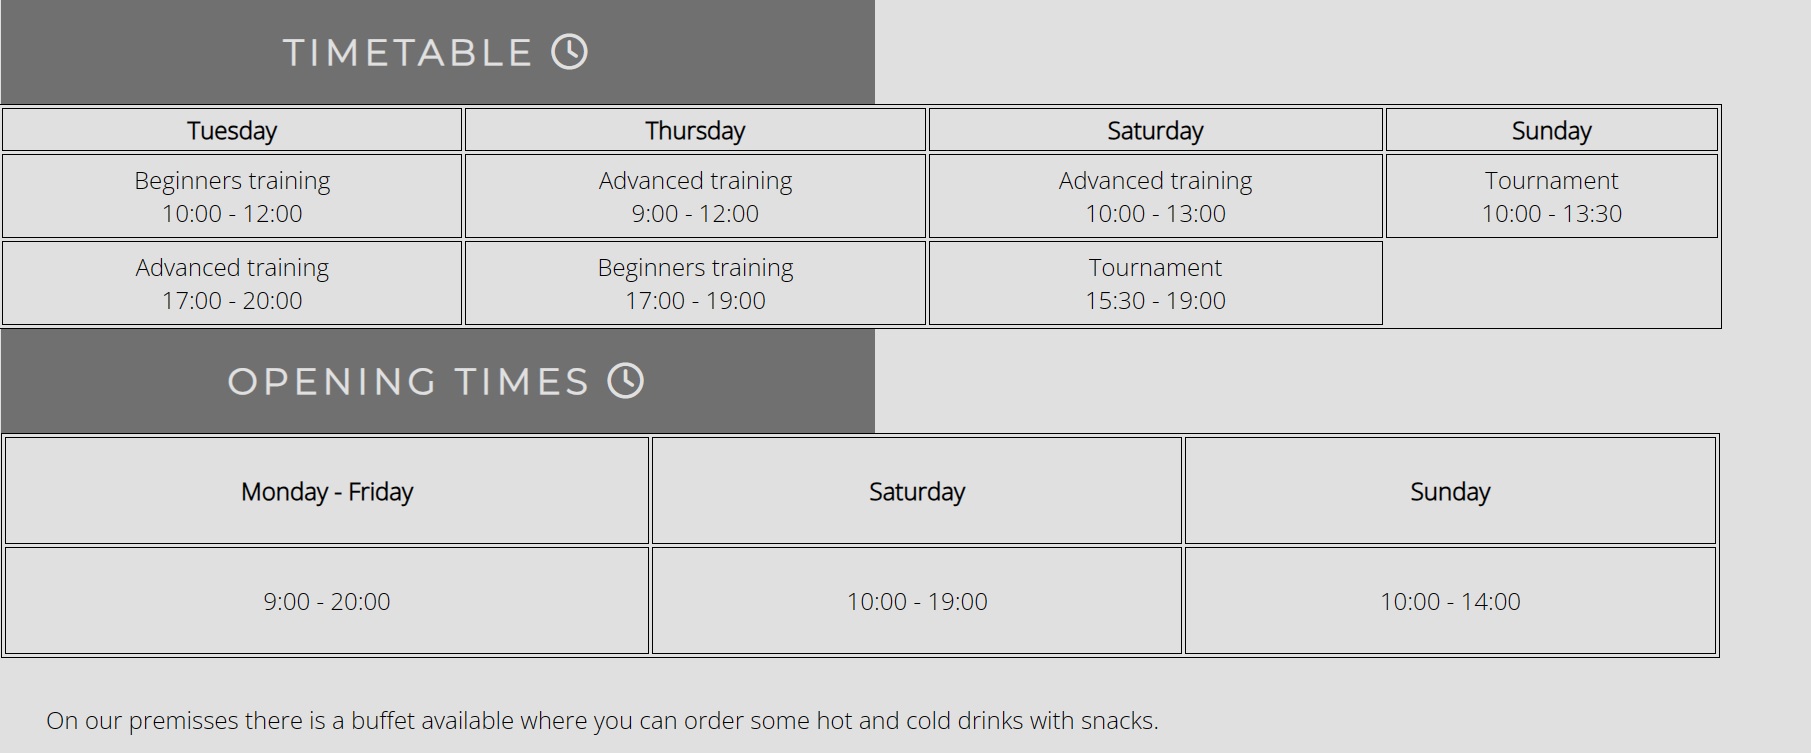 TIMETABLE
Tuesday Thursday Saturday Sunday
Beginners training Advanced training Advanced training Tournament
10:00 - 12:00 9:00 - 12:00 10:00 - 13:00 10:00 - 13:30
Advanced training Beginners training Tournament
17:00 - 20:00 17:00 - 19:00 15:30 - 19:00
OPENING TIMES
Monday - Friday Saturday Sunday
9:00 - 20:00 10:00 - 19:00 10:00 - 14:00
On our premisses there is a buffet available where you can order some hot and cold drinks with snacks.